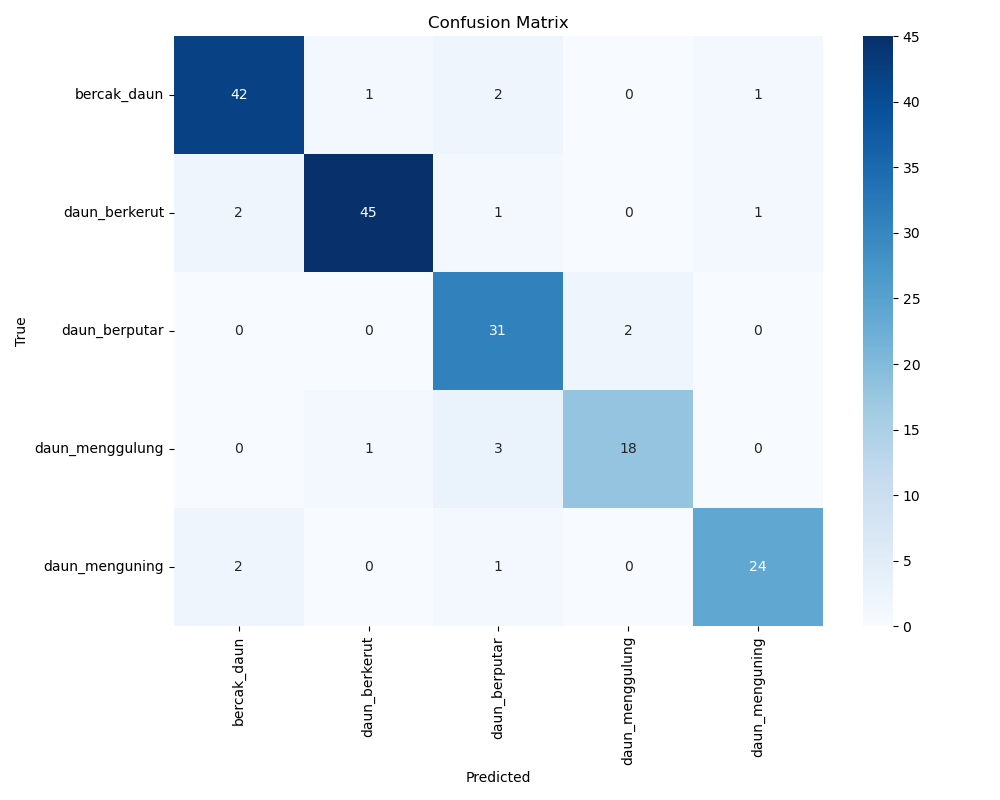 Confusion Matrix
True
bercak_daun 42 1 2 0 1
daun_berkerut 2 45 1 0 1
daun_berputar 0 0 31 2 0
daun_menggulung 0 1 3 18 0
daun_menguning 2 0 1 0 24
bercak_daun
daun_berkerut
daun_berputar
daun_menggulung
daun_menguning
Predicted
45
40
35
30
25
20
15
10
5
0